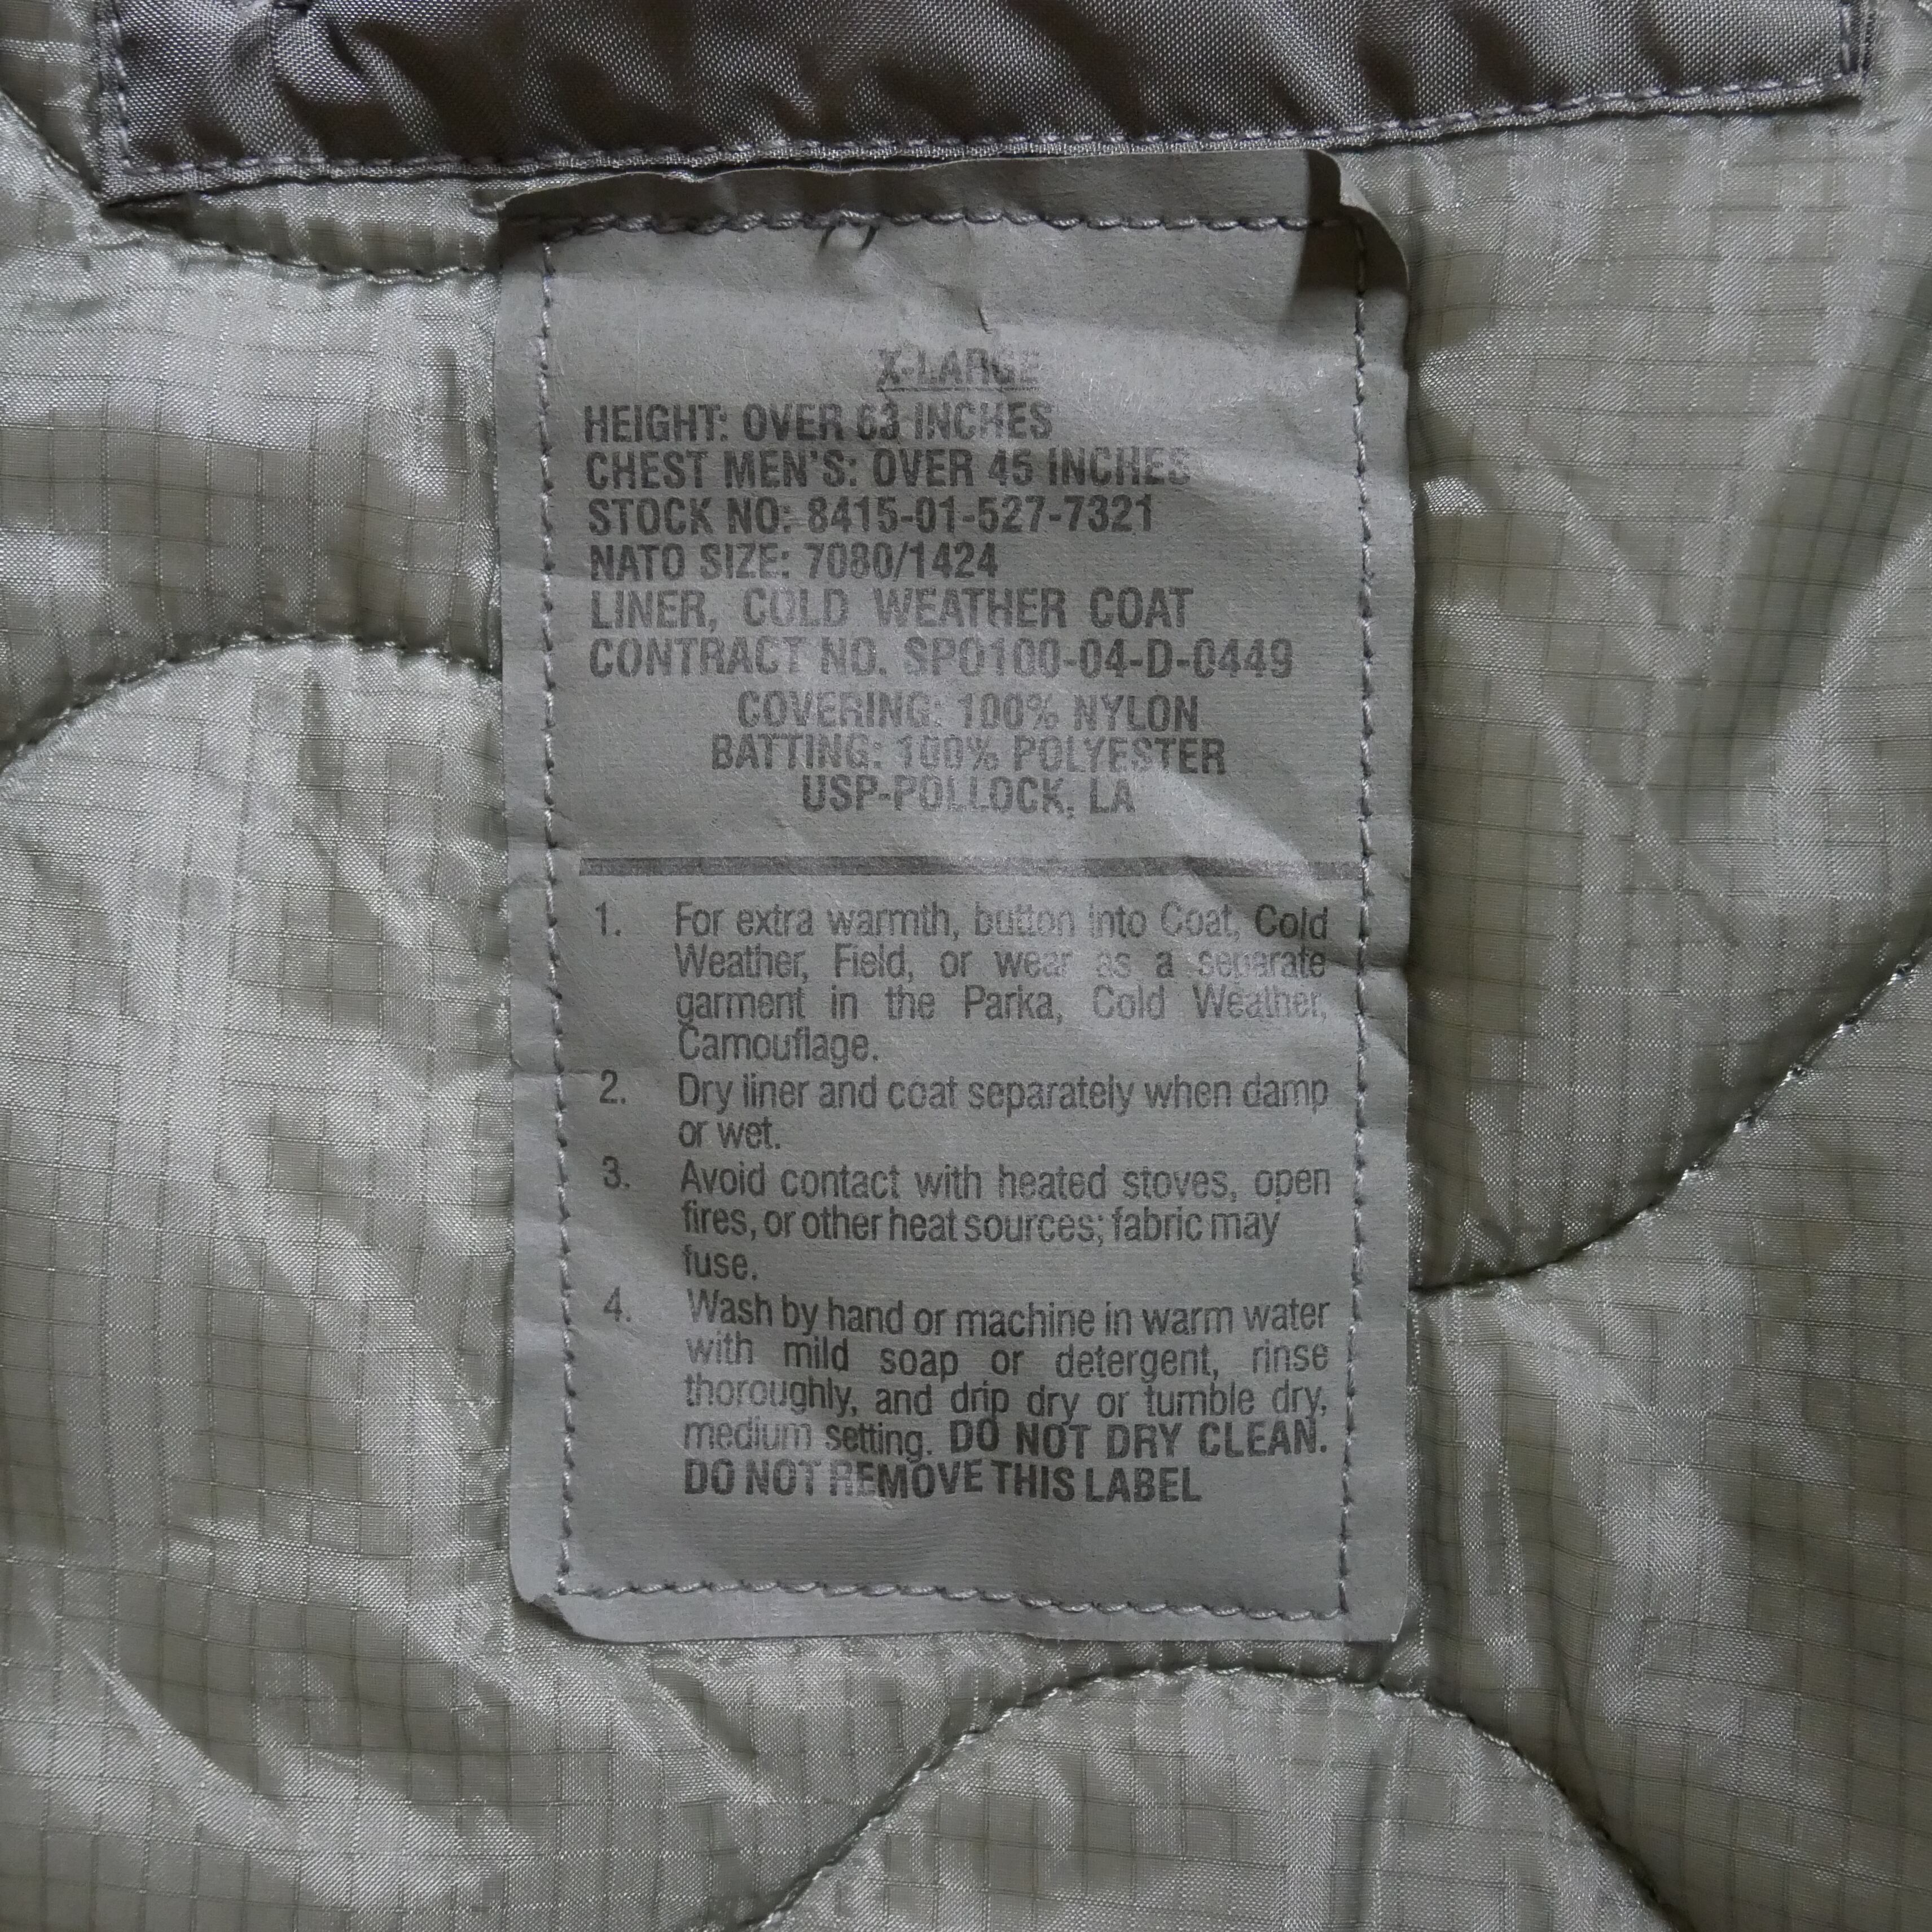 X-LARGE
HEIGHT: OVER 63 INCHES
CHEST MEN'S: OVER 45 INCHES
STOCK NO: 8415-01-527-7321
NATO SIZE: 7080/1424
LINER, COLD WEATHER COAT
CONTRACT NO. SPO100-04-D-0449
COVERING: 100% NYLON
BATTING: 100% POLYESTER
USP-POLLOCK, LA
1. For extra warmth, button into Coat, Cold
Weather, Field, or wear as a separate
garment in the Parka, Cold Weather,
Camouflage.
2. Dry liner and coat separately when damp
or wet.
3. Avoid contact with heated stoves, open
fires, or other heat sources; fabric may
fuse.
4. Wash by hand or machine in warm water
with mild soap or detergent, rinse
thoroughly, and drip dry or tumble dry,
medium setting. DO NOT DRY CLEAN.
DO NOT REMOVE THIS LABEL